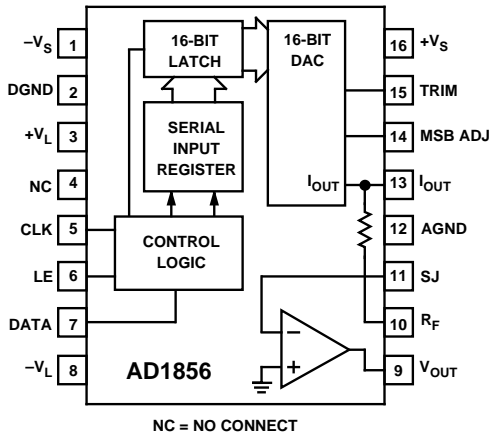 –VS 1
DGND 2
+VL 3
NC 4
CLK 5
LE 6
DATA 7
–VL 8
16-BIT
LATCH
SERIAL
INPUT
REGISTER
CONTROL
LOGIC
16-BIT
DAC
IOUT
16 +VS
15 TRIM
14 MSB ADJ
13 IOUT
12 AGND
11 SJ
10 RF
9 VOUT
–
+
AD1856
NC = NO CONNECT